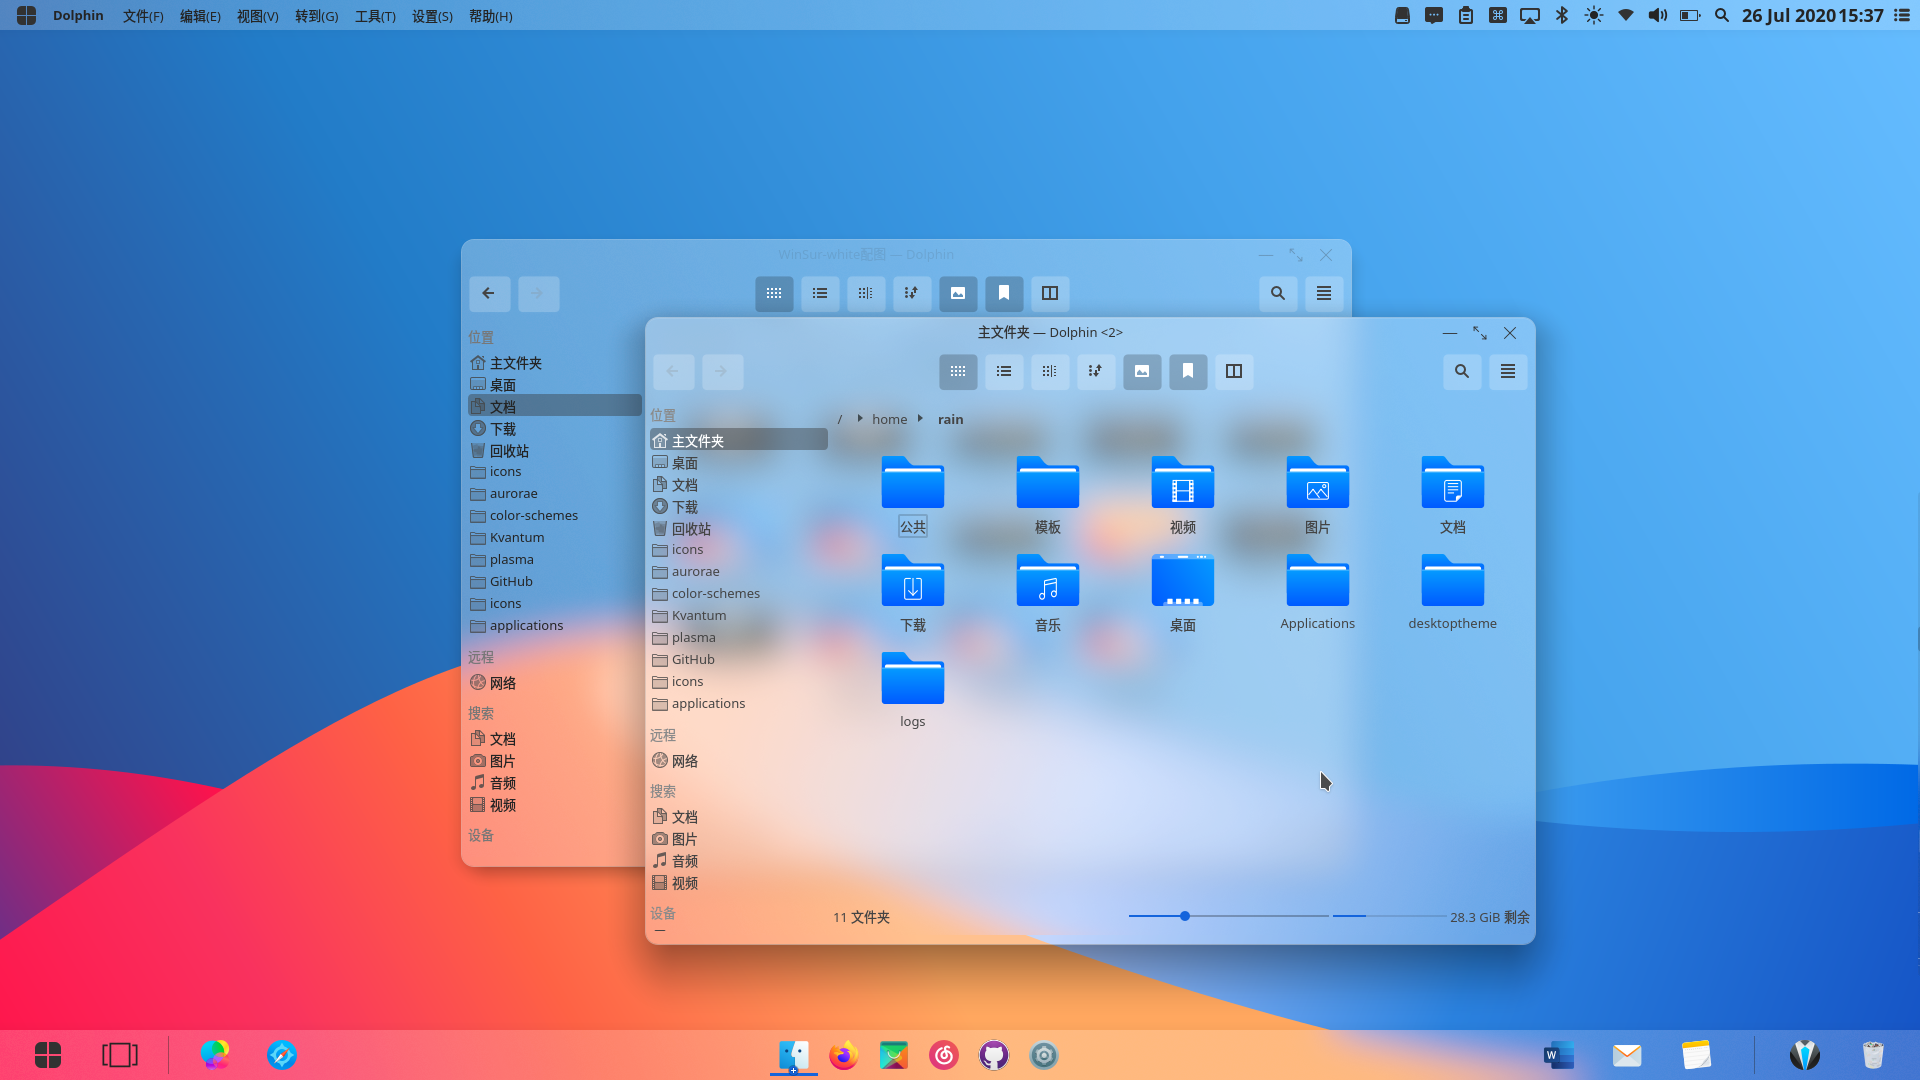 Dolphin 文件(F) 编辑(E) 视图(V) 转到(G) 工具(T) 设置(S) 帮助(H)
26 Jul 2020 15:37
WinSur-white配图 — Dolphin
位置
主文件夹
桌面
文档
下载
回收站
icons
aurorae
color-schemes
Kvantum
plasma
GitHub
icons
applications
远程
网络
搜索
文档
图片
音频
视频
设备
主文件夹 — Dolphin <2>
位置
主文件夹
桌面
文档
下载
回收站
icons
aurorae
color-schemes
Kvantum
plasma
GitHub
icons
applications
远程
网络
搜索
文档
图片
音频
视频
设备
/ home rain
公共 模板 视频 图片 文档
下载 音乐 桌面 Applications desktoptheme
logs
11 文件夹
28.3 GiB 剩余
W